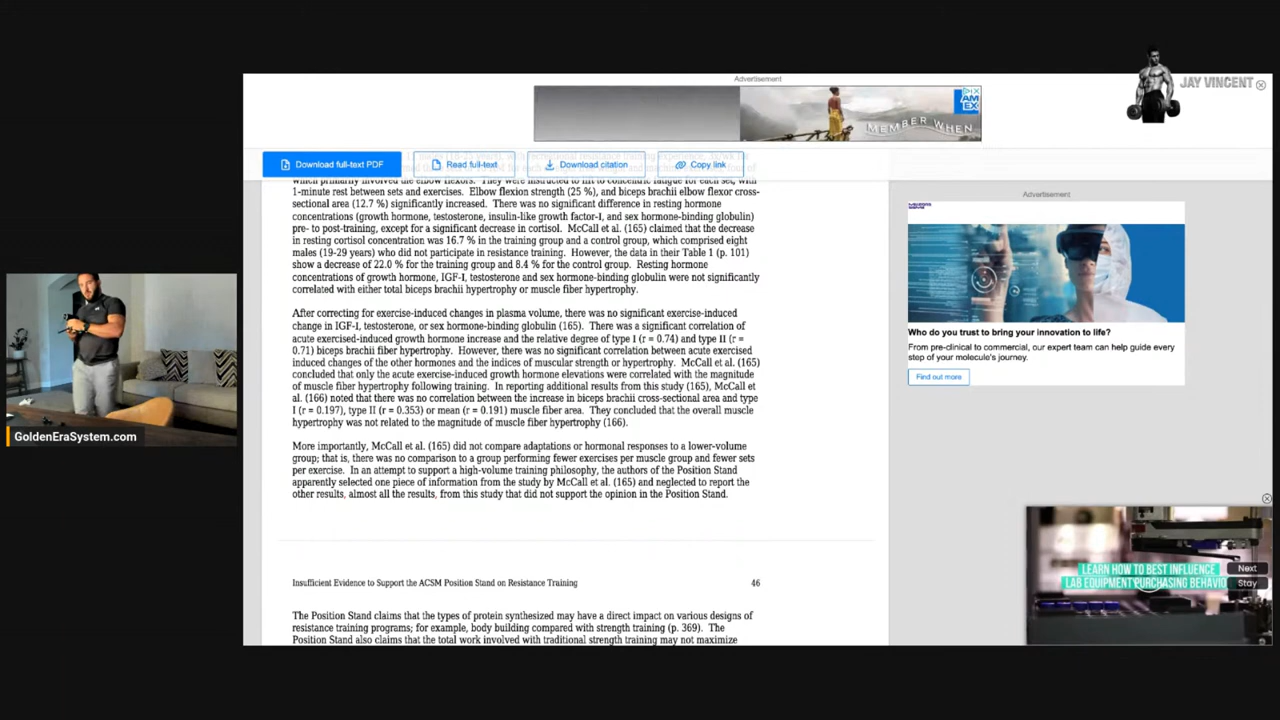 Advertisement
JAY VINCENT
MEMBER WHEN
AM
EX
Download full-text PDF
Read full-text
Download citation
Copy link
Advertisement
1-minute rest between sets and exercises. Elbow flexion strength (25 %), and biceps brachii elbow flexor cross-
sectional area (12.7 %) significantly increased. There was no significant difference in resting hormone
concentrations (growth hormone, testosterone, insulin-like growth factor-I, and sex hormone-binding globulin)
pre- to post-training, except for a significant decrease in cortisol. McCall et al. (165) claimed that the decrease
in resting cortisol concentration was 16.7 % in the training group and a control group, which comprised eight
males (19-29 years) who did not participate in resistance training. However, the data in their Table 1 (p. 101)
show a decrease of 22.0 % for the training group and 8.4 % for the control group. Resting hormone
concentrations of growth hormone, IGF-I, testosterone and sex hormone-binding globulin were not significantly
correlated with either total biceps brachii hypertrophy or muscle fiber hypertrophy.
After correcting for exercise-induced changes in plasma volume, there was no significant exercise-induced
change in IGF-I, testosterone, or sex hormone-binding globulin (165). There was a significant correlation of
acute exercised-induced growth hormone increase and the relative degree of type I (r = 0.74) and type II (r =
0.71) biceps brachii fiber hypertrophy. However, there was no significant correlation between acute exercised
induced changes of the other hormones and the indices of muscular strength or hypertrophy. McCall et al. (165)
concluded that only the acute exercise-induced growth hormone elevations were correlated with the magnitude
of muscle fiber hypertrophy following training. In reporting additional results from this study (165), McCall et
al. (166) noted that there was no correlation between the increase in biceps brachii cross-sectional area and type
I (r = 0.197), type II (r = 0.353) or mean (r = 0.191) muscle fiber area. They concluded that the overall muscle
hypertrophy was not related to the magnitude of muscle fiber hypertrophy (166).
More importantly, McCall et al. (165) did not compare adaptations or hormonal responses to a lower-volume
group; that is, there was no comparison to a group performing fewer exercises per muscle group and fewer sets
per exercise. In an attempt to support a high-volume training philosophy, the authors of the Position Stand
apparently selected one piece of information from the study by McCall et al. (165) and neglected to report the
other results, almost all the results, from this study that did not support the opinion in the Position Stand.
Insufficient Evidence to Support the ACSM Position Stand on Resistance Training 46
The Position Stand claims that the types of protein synthesized may have a direct impact on various designs of
resistance training programs; for example, body building compared with strength training (p. 369). The
Position Stand also claims that the total work involved with traditional strength training may not maximize
Who do you trust to bring your innovation to life?
From pre-clinical to commercial, our expert team can help guide every
step of your molecule's journey.
Find out more
GoldenEraSystem.com
LEARN HOW TO BEST INFLUENCE
LAB EQUIPMENT PURCHASING BEHAVIO
Next
Stay